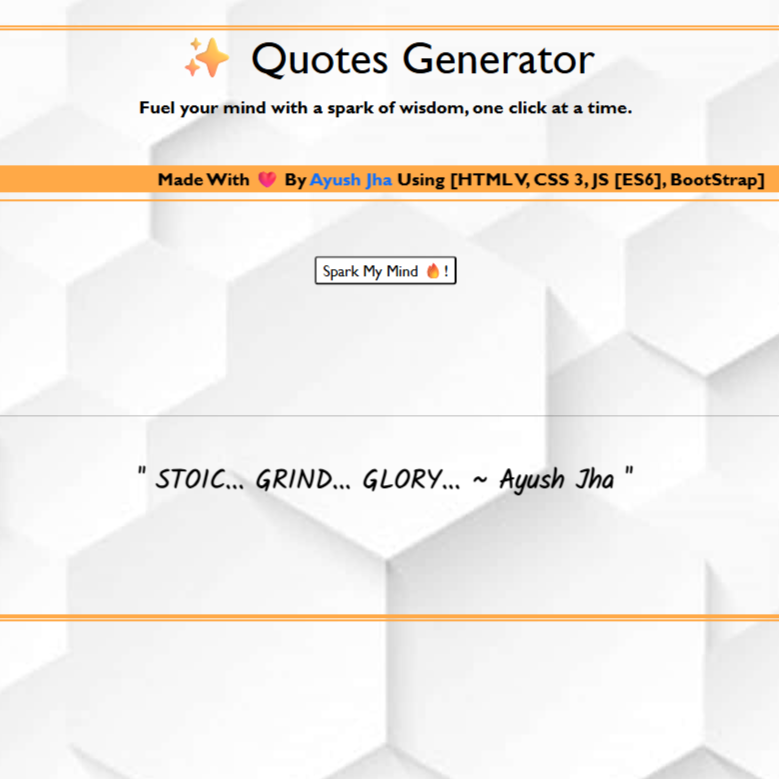 ✨ Quotes Generator
Fuel your mind with a spark of wisdom, one click at a time.
Made With 💗 By Ayush Jha Using [HTML V, CSS 3, JS [ES6], BootStrap]
Spark My Mind 🔥 !
" STOIC... GRIND... GLORY... ~ Ayush Jha "